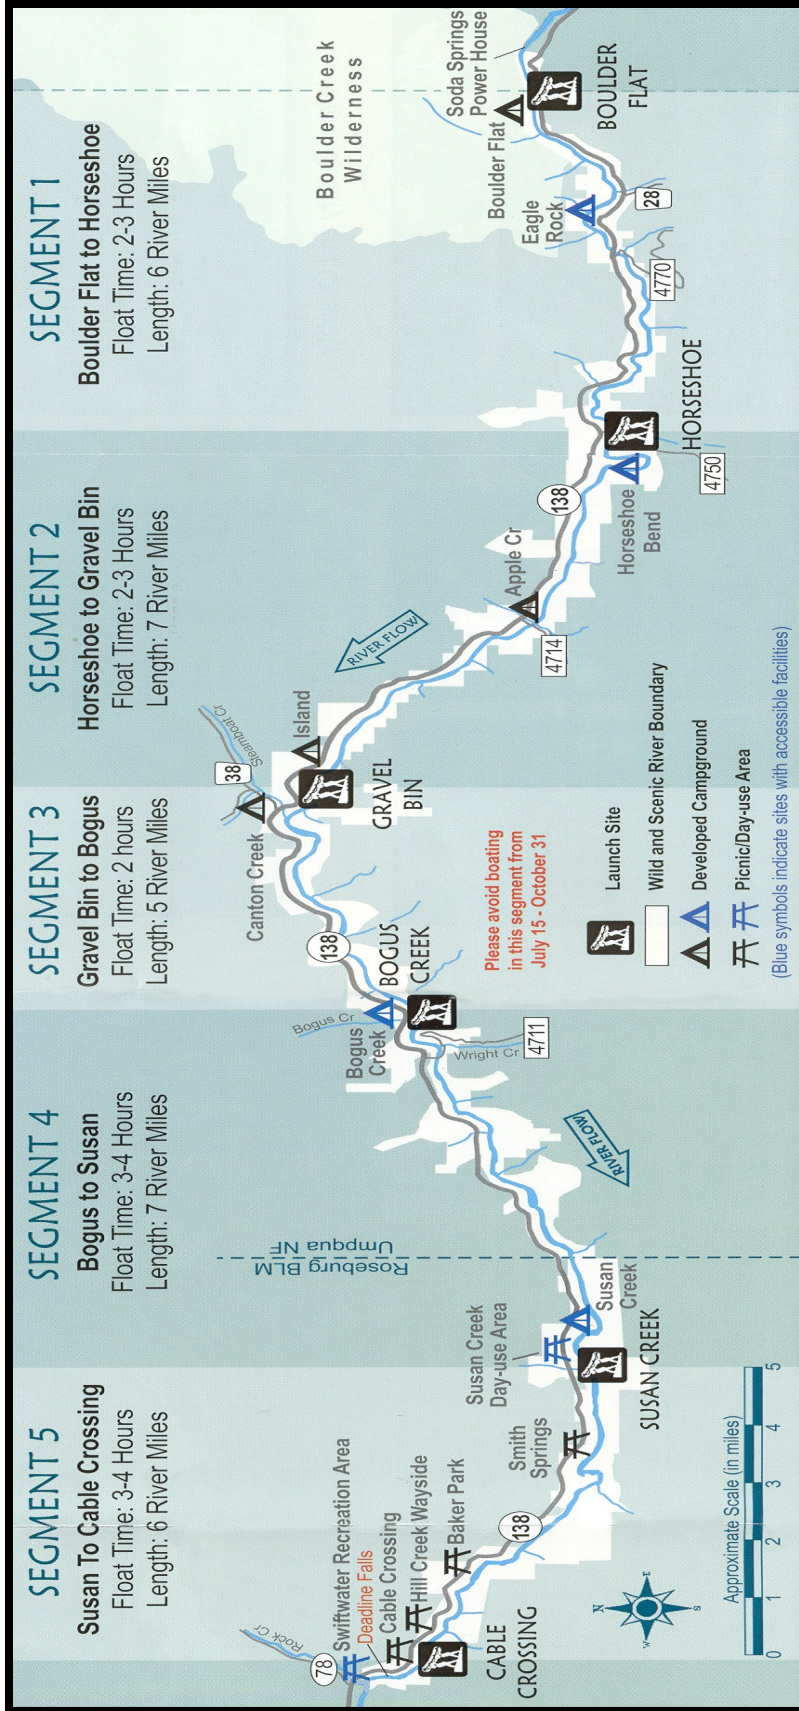 SEGMENT 5
Susan To Cable Crossing
Float Time: 3-4 Hours
Length: 6 River Miles
SEGMENT 4
Bogus to Susan
Float Time: 3-4 Hours
Length: 7 River Miles
SEGMENT 3
Gravel Bin to Bogus
Float Time: 2 hours
Length: 5 River Miles
SEGMENT 2
Horseshoe to Gravel Bin
Float Time: 2-3 Hours
Length: 7 River Miles
SEGMENT 1
Boulder Flat to Horseshoe
Float Time: 2-3 Hours
Length: 6 River Miles
Rock Cr
78
Swiftwater Recreation Area
Deadline Falls
Cable Crossing
Hill Creek Wayside
Baker Park
CABLE
CROSSING
138
Smith
Springs
Susan Creek
Day-use Area
Susan
Creek
SUSAN CREEK
Roseburg BLM
Umpqua NF
RIVER FLOW
Bogus Cr
Bogus
Creek
BOGUS
CREEK
Wright Cr
4711
138
Canton Creek
38
Steamboat Cr
Island
GRAVEL
BIN
RIVER FLOW
Apple Cr
4714
138
Horseshoe
Bend
HORSESHOE
4750
4770
28
Eagle
Rock
Boulder Flat
Soda Springs
Power House
BOULDER
FLAT
Boulder Creek
Wilderness
Please avoid boating
in this segment from
July 15 - October 31
Launch Site
Wild and Scenic River Boundary
Developed Campground
Picnic/Day-use Area
(Blue symbols indicate sites with accessible facilities)
N
E
S
W
Approximate Scale (in miles)
0 1 2 3 4 5